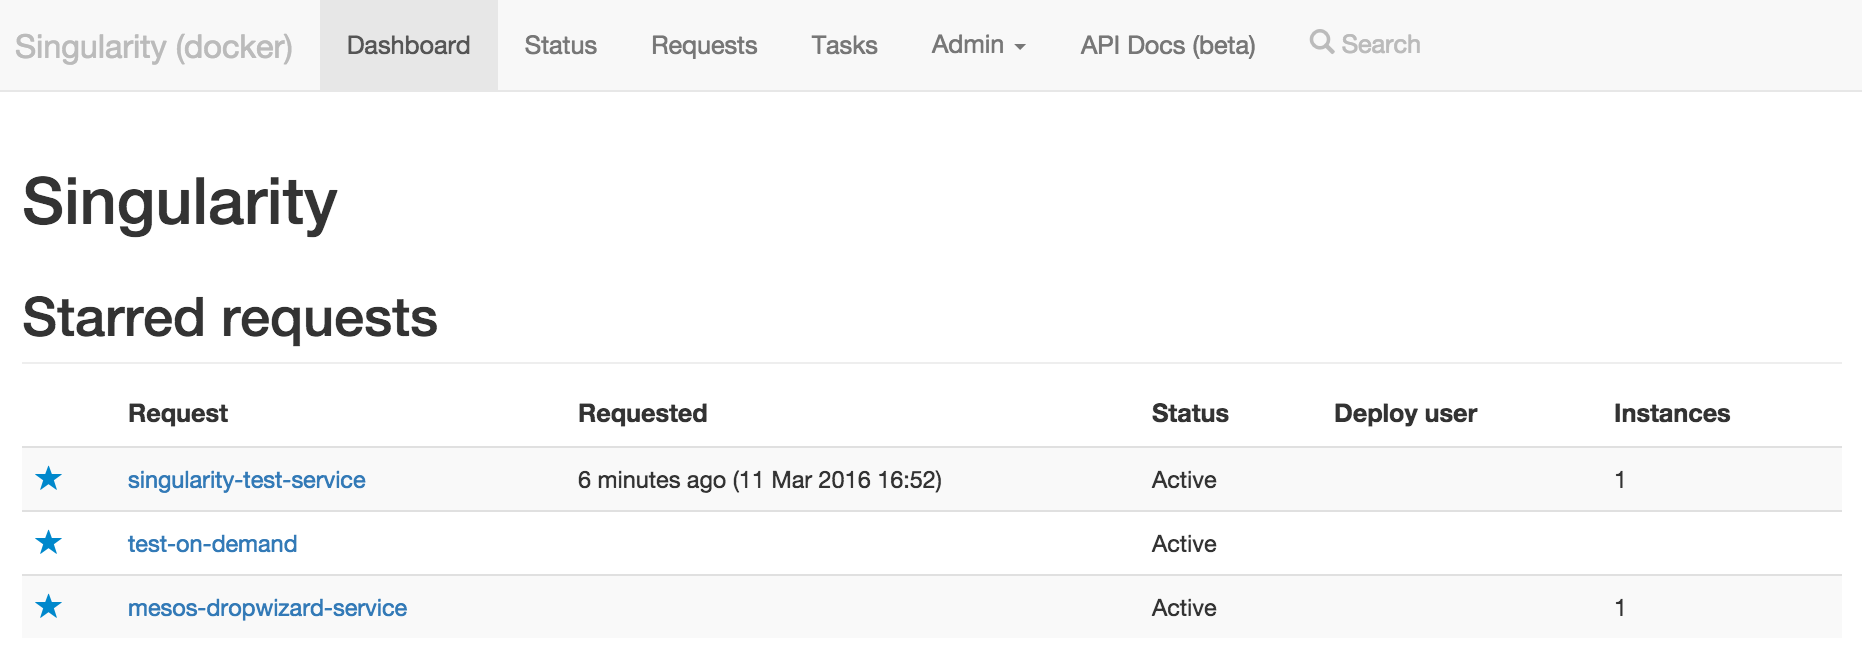 Singularity (docker) Dashboard Status Requests Tasks Admin API Docs (beta) Search
Singularity
Starred requests
Request Requested Status Deploy user Instances
singularity-test-service 6 minutes ago (11 Mar 2016 16:52) Active 1
test-on-demand Active
mesos-dropwizard-service Active 1